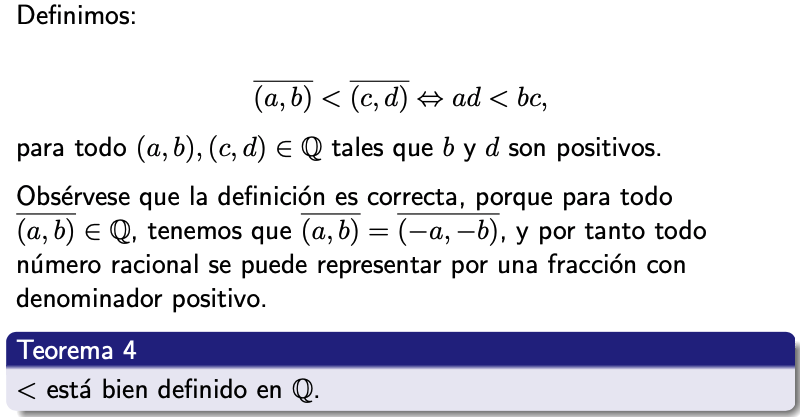 Definimos:
$\overline{(a, b)} < \overline{(c, d)} \Leftrightarrow ad < bc,$
para todo $(a, b), (c, d) \in \mathbb{Q}$ tales que $b$ y $d$ son positivos.
Obsérvese que la definición es correcta, porque para todo
$\overline{(a, b)} \in \mathbb{Q}$, tenemos que $\overline{(a, b)} = \overline{(-a, -b)}$, y por tanto todo
número racional se puede representar por una fracción con
denominador positivo.
Teorema 4
$<$ está bien definido en $\mathbb{Q}$.